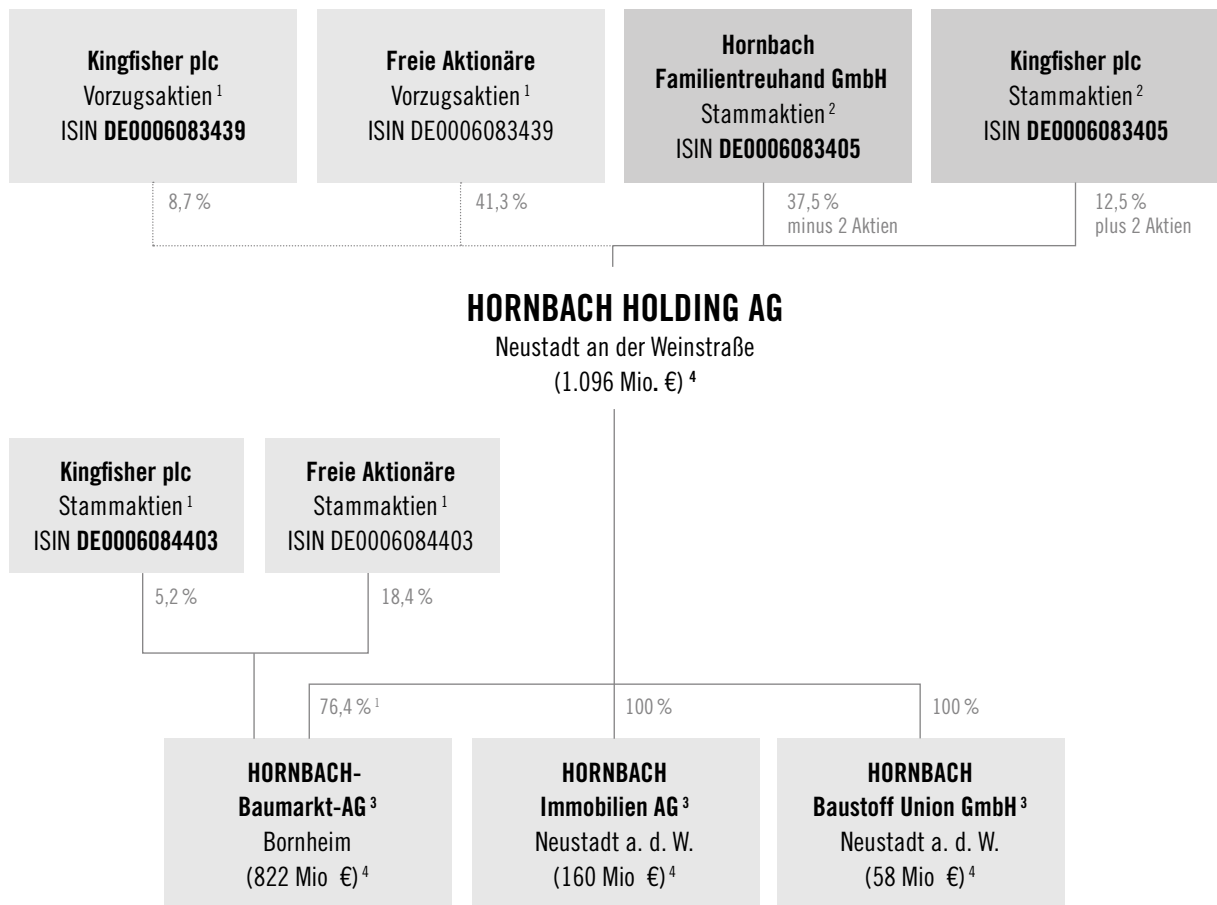 Kingfisher plc
Vorzugsaktien ¹
ISIN DE0006083439
Freie Aktionäre
Vorzugsaktien ¹
ISIN DE0006083439
Hornbach
Familientreuhand GmbH
Stammaktien ²
ISIN DE0006083405
Kingfisher plc
Stammaktien ²
ISIN DE0006083405
8,7 %
41,3 %
37,5 %
minus 2 Aktien
12,5 %
plus 2 Aktien
HORNBACH HOLDING AG
Neustadt an der Weinstraße
(1.096 Mio. €) ⁴
Kingfisher plc
Stammaktien ¹
ISIN DE0006084403
Freie Aktionäre
Stammaktien ¹
ISIN DE0006084403
5,2 %
18,4 %
76,4 % ¹
100 %
100 %
HORNBACH-
Baumarkt-AG ³
Bornheim
(822 Mio €) ⁴
HORNBACH
Immobilien AG ³
Neustadt a. d. W.
(160 Mio €) ⁴
HORNBACH
Baustoff Union GmbH ³
Neustadt a. d. W.
(58 Mio €) ⁴